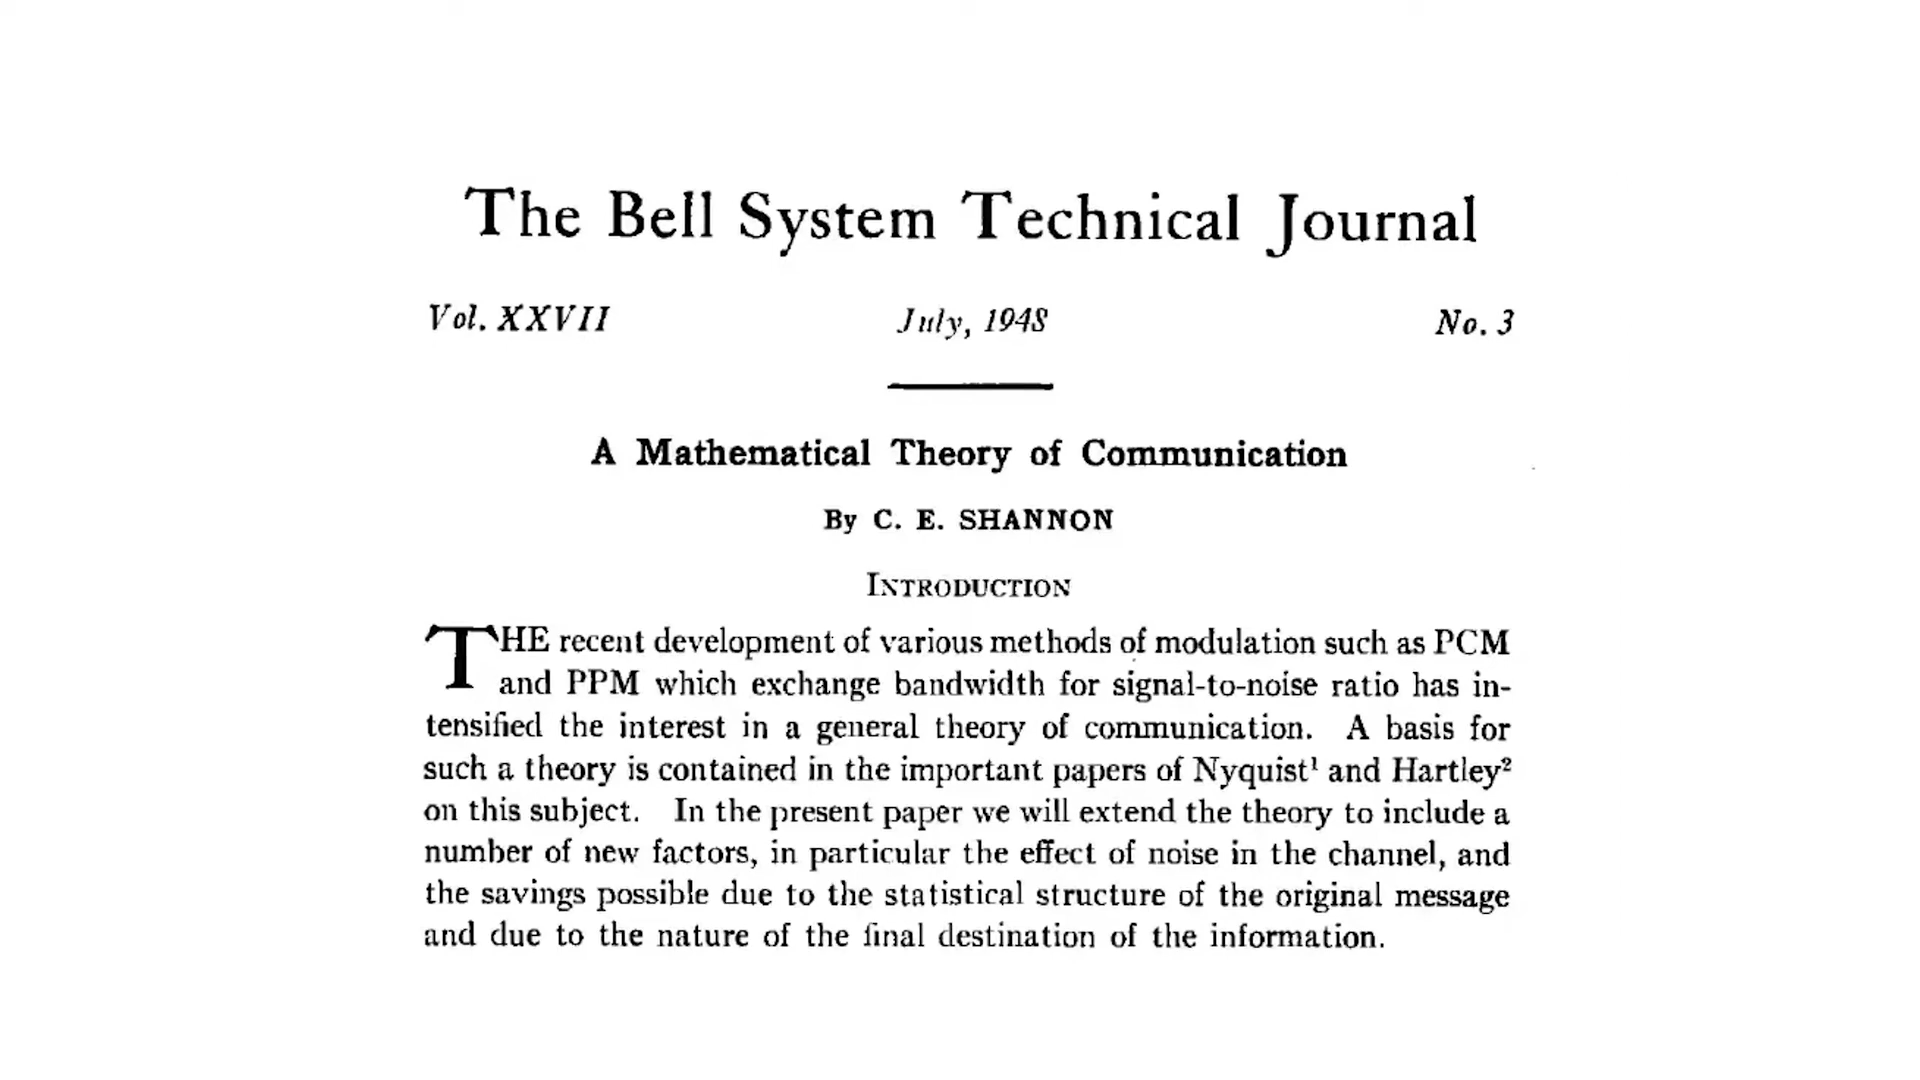 The Bell System Technical Journal
Vol. XXVII July, 1948 No. 3
A Mathematical Theory of Communication
By C. E. SHANNON
INTRODUCTION
THE recent development of various methods of modulation such as PCM
and PPM which exchange bandwidth for signal-to-noise ratio has in-
tensified the interest in a general theory of communication. A basis for
such a theory is contained in the important papers of Nyquist¹ and Hartley²
on this subject. In the present paper we will extend the theory to include a
number of new factors, in particular the effect of noise in the channel, and
the savings possible due to the statistical structure of the original message
and due to the nature of the final destination of the information.